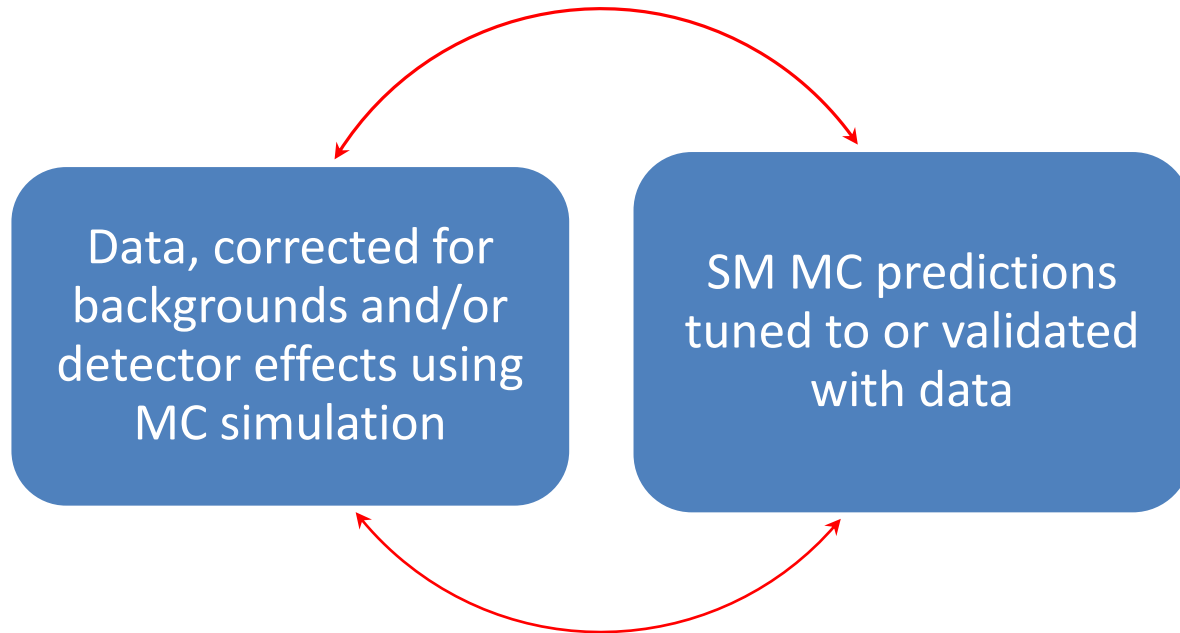 Data, corrected for
backgrounds and/or
detector effects using
MC simulation
SM MC predictions
tuned to or validated
with data